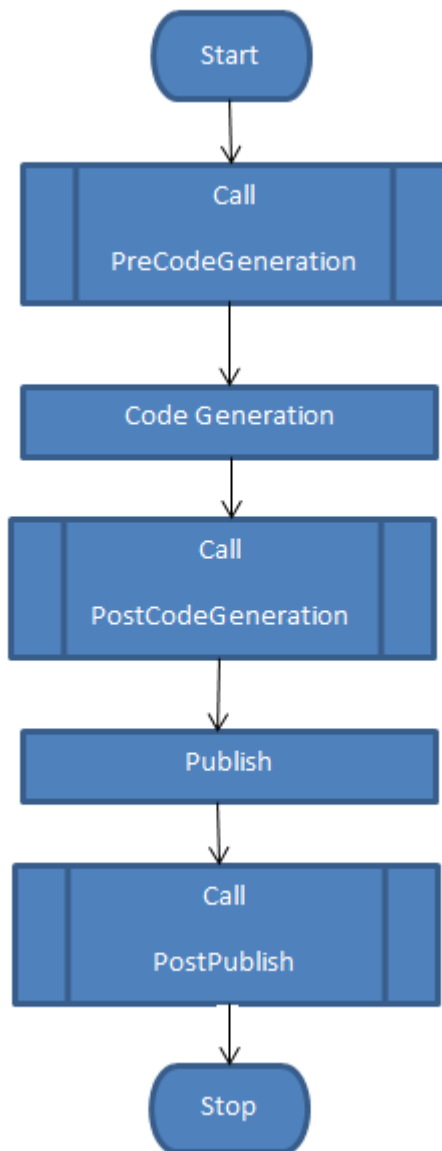 Start
Call
PreCodeGeneration
Code Generation
Call
PostCodeGeneration
Publish
Call
PostPublish
Stop